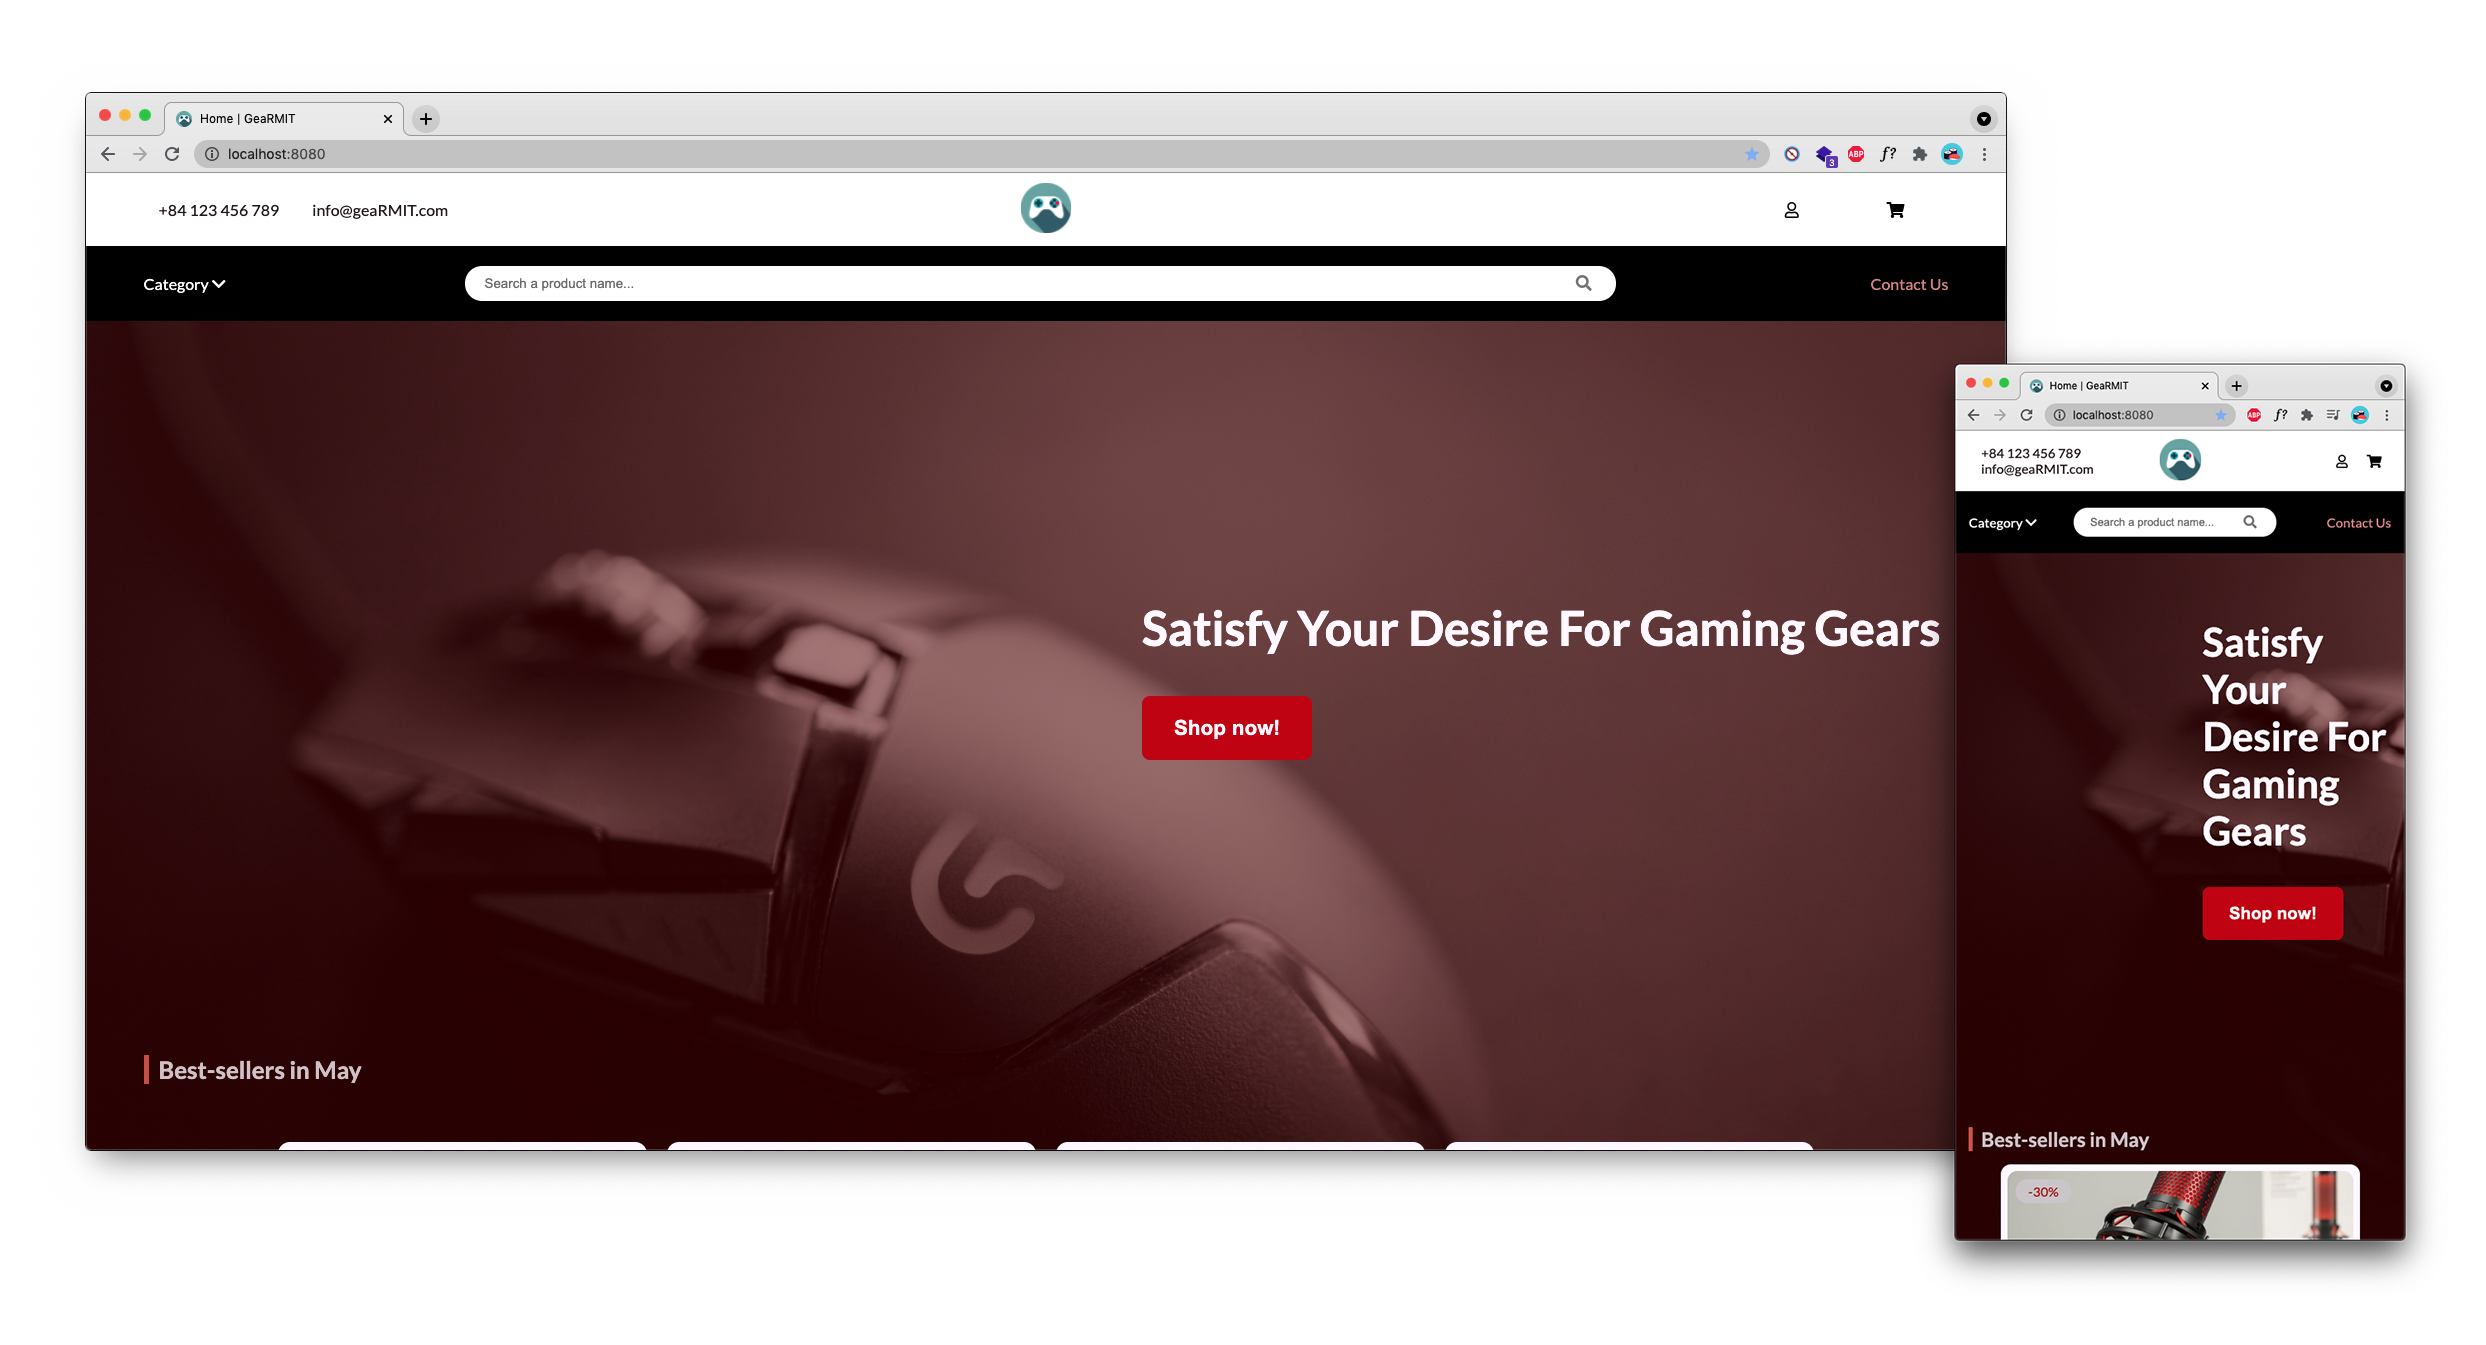 Home | GeaRMIT
localhost:8080
3
ABP
f?
+84 123 456 789 info@geaRMIT.com
Category
Search a product name...
Contact Us
Satisfy Your Desire For Gaming Gears
Shop now!
Best-sellers in May
Home | GeaRMIT
localhost:8080
ABP
f?
+84 123 456 789
info@geaRMIT.com
Category
Search a product name...
Contact Us
Satisfy
Your
Desire For
Gaming
Gears
Shop now!
Best-sellers in May
-30%